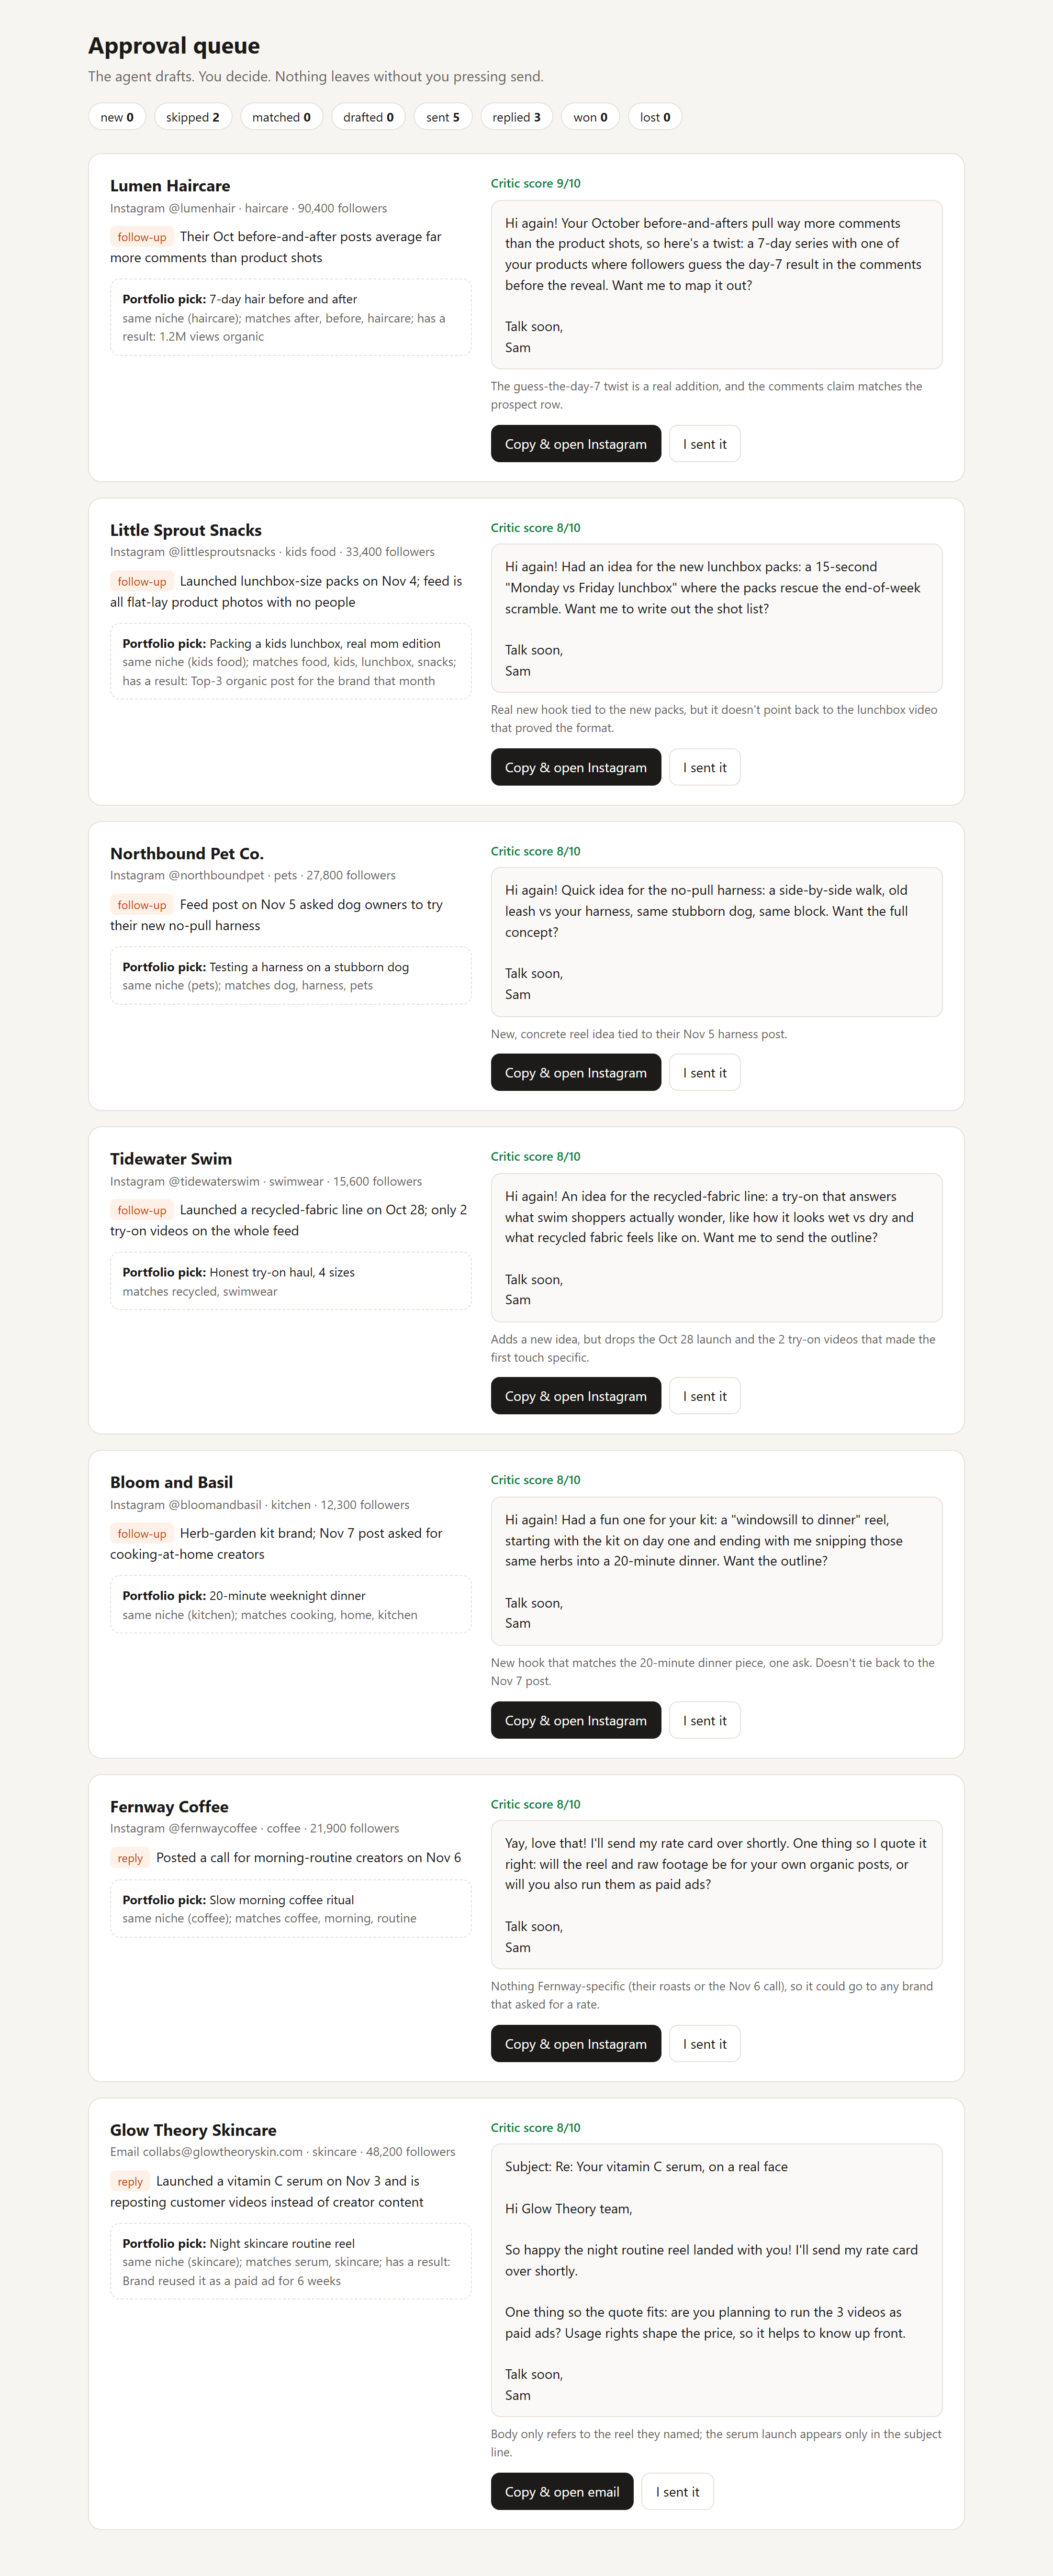 Approval queue
The agent drafts. You decide. Nothing leaves without you pressing send.
new 0 skipped 2 matched 0 drafted 0 sent 5 replied 3 won 0 lost 0
Lumen Haircare
Instagram @lumenhair · haircare · 90,400 followers
follow-up Their Oct before-and-after posts average far
more comments than product shots
Portfolio pick: 7-day hair before and after
same niche (haircare); matches after, before, haircare; has a
result: 1.2M views organic
Critic score 9/10
Hi again! Your October before-and-afters pull way more comments
than the product shots, so here's a twist: a 7-day series with one of
your products where followers guess the day-7 result in the comments
before the reveal. Want me to map it out?
Talk soon,
Sam
The guess-the-day-7 twist is a real addition, and the comments claim matches the
prospect row.
Copy & open Instagram I sent it
Little Sprout Snacks
Instagram @littlesproutsnacks · kids food · 33,400 followers
follow-up Launched lunchbox-size packs on Nov 4; feed is
all flat-lay product photos with no people
Portfolio pick: Packing a kids lunchbox, real mom edition
same niche (kids food); matches food, kids, lunchbox, snacks;
has a result: Top-3 organic post for the brand that month
Critic score 8/10
Hi again! Had an idea for the new lunchbox packs: a 15-second
"Monday vs Friday lunchbox" where the packs rescue the end-of-week
scramble. Want me to write out the shot list?
Talk soon,
Sam
Real new hook tied to the new packs, but it doesn't point back to the lunchbox video
that proved the format.
Copy & open Instagram I sent it
Northbound Pet Co.
Instagram @northboundpet · pets · 27,800 followers
follow-up Feed post on Nov 5 asked dog owners to try
their new no-pull harness
Portfolio pick: Testing a harness on a stubborn dog
same niche (pets); matches dog, harness, pets
Critic score 8/10
Hi again! Quick idea for the no-pull harness: a side-by-side walk, old
leash vs your harness, same stubborn dog, same block. Want the full
concept?
Talk soon,
Sam
New, concrete reel idea tied to their Nov 5 harness post.
Copy & open Instagram I sent it
Tidewater Swim
Instagram @tidewaterswim · swimwear · 15,600 followers
follow-up Launched a recycled-fabric line on Oct 28; only 2
try-on videos on the whole feed
Portfolio pick: Honest try-on haul, 4 sizes
matches recycled, swimwear
Critic score 8/10
Hi again! An idea for the recycled-fabric line: a try-on that answers
what swim shoppers actually wonder, like how it looks wet vs dry and
what recycled fabric feels like on. Want me to send the outline?
Talk soon,
Sam
Adds a new idea, but drops the Oct 28 launch and the 2 try-on videos that made the
first touch specific.
Copy & open Instagram I sent it
Bloom and Basil
Instagram @bloomandbasil · kitchen · 12,300 followers
follow-up Herb-garden kit brand; Nov 7 post asked for
cooking-at-home creators
Portfolio pick: 20-minute weeknight dinner
same niche (kitchen); matches cooking, home, kitchen
Critic score 8/10
Hi again! Had a fun one for your kit: a "windowsill to dinner" reel,
starting with the kit on day one and ending with me snipping those
same herbs into a 20-minute dinner. Want the outline?
Talk soon,
Sam
New hook that matches the 20-minute dinner piece, one ask. Doesn't tie back to the
Nov 7 post.
Copy & open Instagram I sent it
Fernway Coffee
Instagram @fernwaycoffee · coffee · 21,900 followers
reply Posted a call for morning-routine creators on Nov 6
Portfolio pick: Slow morning coffee ritual
same niche (coffee); matches coffee, morning, routine
Critic score 8/10
Yay, love that! I'll send my rate card over shortly. One thing so I quote it
right: will the reel and raw footage be for your own organic posts, or
will you also run them as paid ads?
Talk soon,
Sam
Nothing Fernway-specific (their roasts or the Nov 6 call), so it could go to any brand
that asked for a rate.
Copy & open Instagram I sent it
Glow Theory Skincare
Email collabs@glowtheoryskin.com · skincare · 48,200 followers
reply Launched a vitamin C serum on Nov 3 and is
reposting customer videos instead of creator content
Portfolio pick: Night skincare routine reel
same niche (skincare); matches serum, skincare; has a result:
Brand reused it as a paid ad for 6 weeks
Critic score 8/10
Subject: Re: Your vitamin C serum, on a real face
Hi Glow Theory team,
So happy the night routine reel landed with you! I'll send my rate card
over shortly.
One thing so the quote fits: are you planning to run the 3 videos as
paid ads? Usage rights shape the price, so it helps to know up front.
Talk soon,
Sam
Body only refers to the reel they named; the serum launch appears only in the subject
line.
Copy & open email I sent it